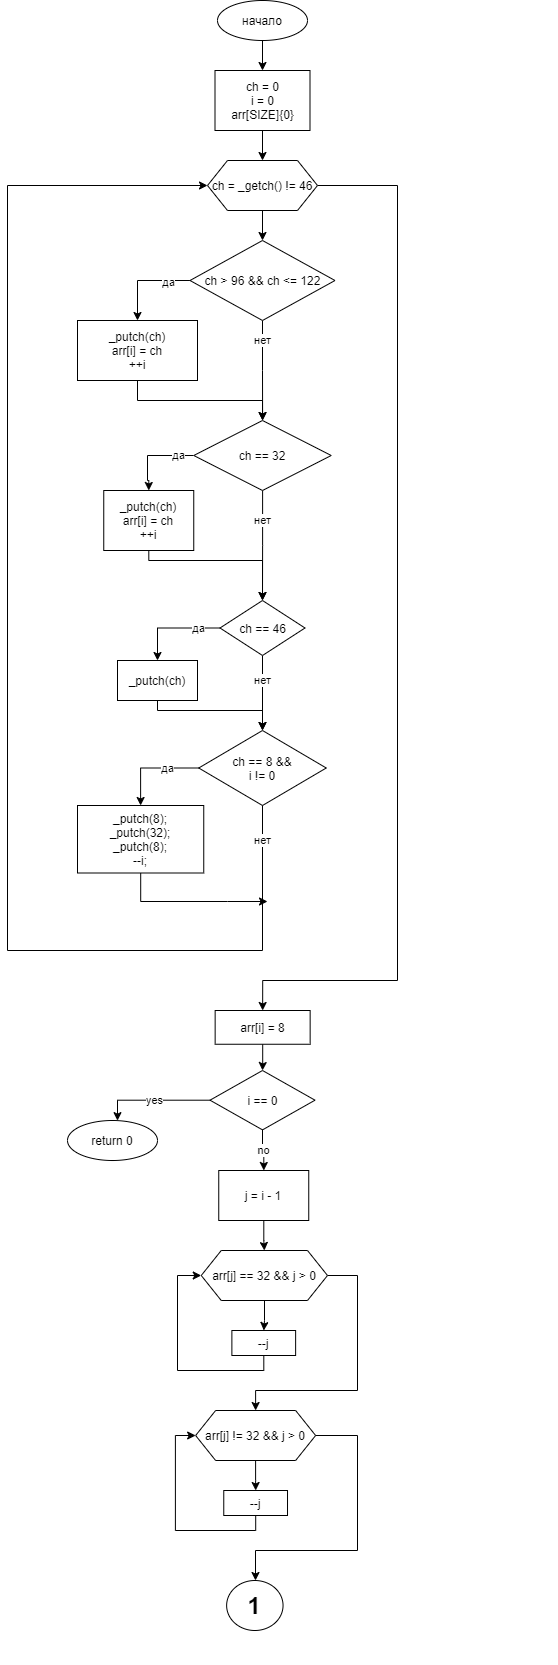 начало
ch = 0
i = 0
arr[SIZE]{0}
ch = _getch() != 46
ch > 96 && ch <= 122
да
_putch(ch)
arr[i] = ch
++i
нет
ch == 32
да
_putch(ch)
arr[i] = ch
++i
нет
ch == 46
да
_putch(ch)
нет
ch == 8 &&
i != 0
да
_putch(8);
_putch(32);
_putch(8);
--i;
нет
arr[i] = 8
i == 0
yes
return 0
no
j = i - 1
arr[j] == 32 && j > 0
--j
arr[j] != 32 && j > 0
--j
1